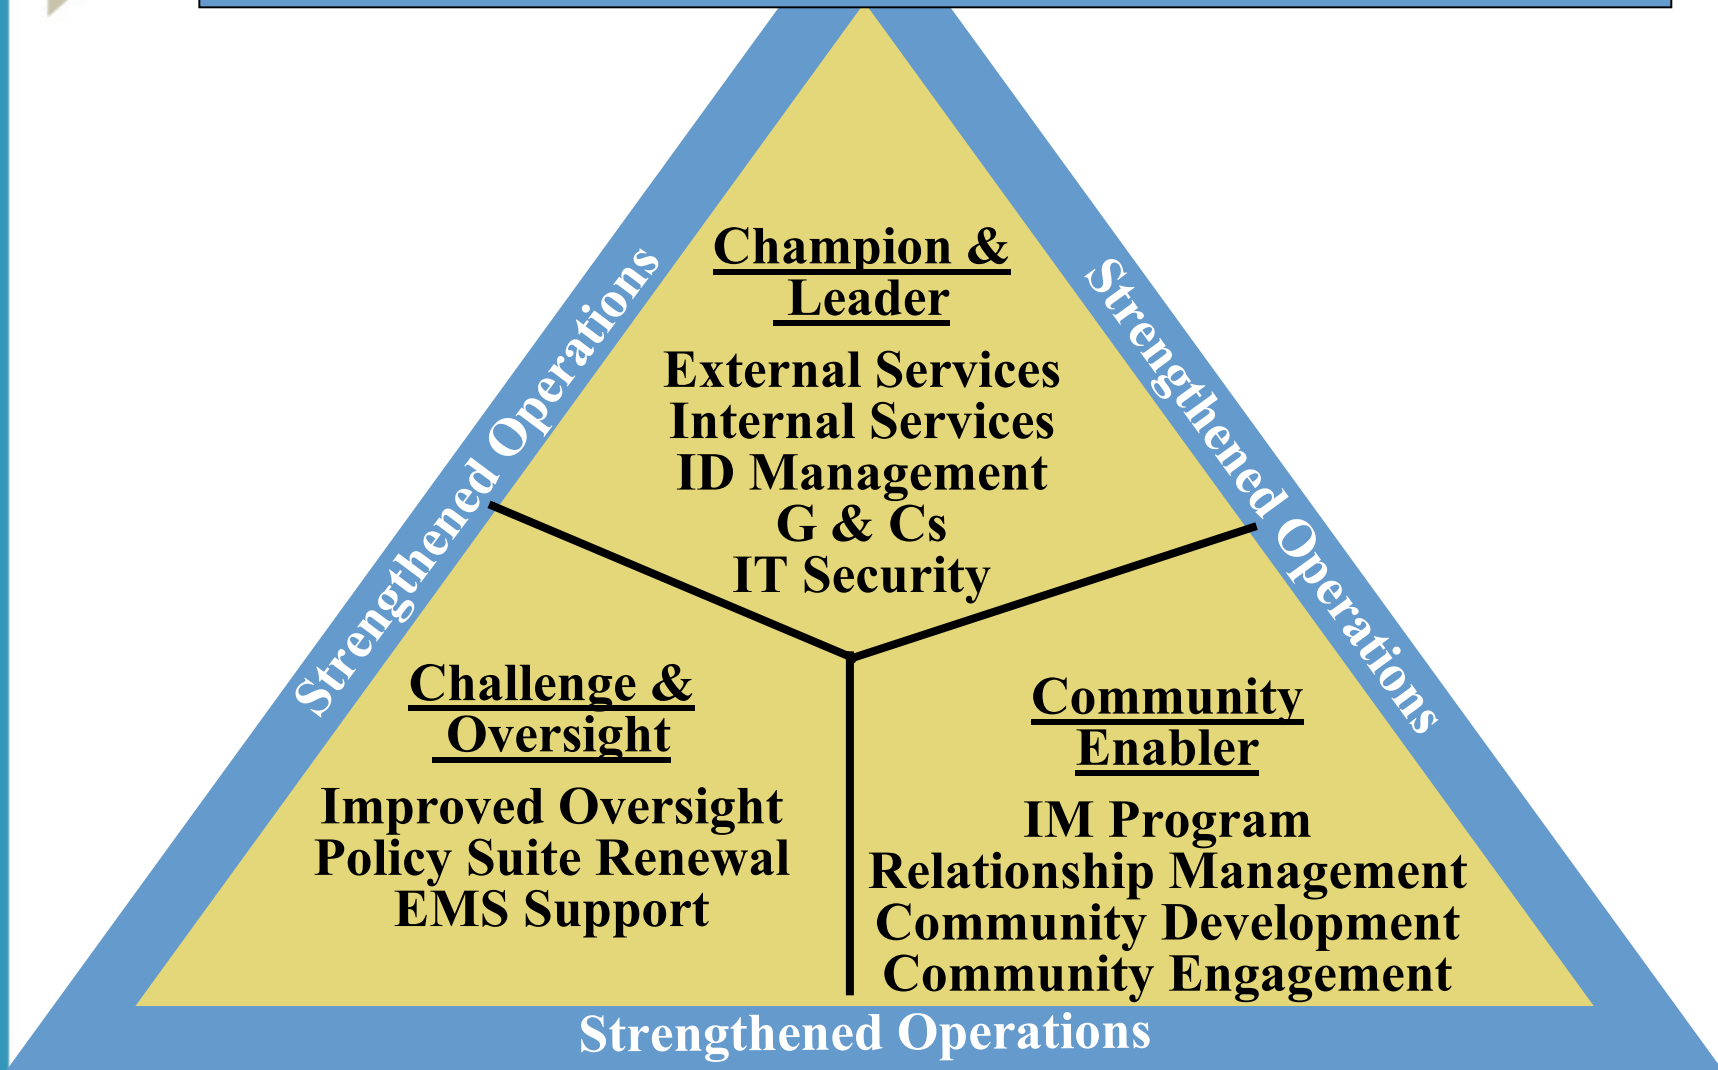 Champion &
Leader
External Services
Internal Services
ID Management
G & Cs
IT Security
Strengthened Operations
Strengthened Operations
Challenge &
Oversight
Improved Oversight
Policy Suite Renewal
EMS Support
Community
Enabler
IM Program
Relationship Management
Community Development
Community Engagement
Strengthened Operations